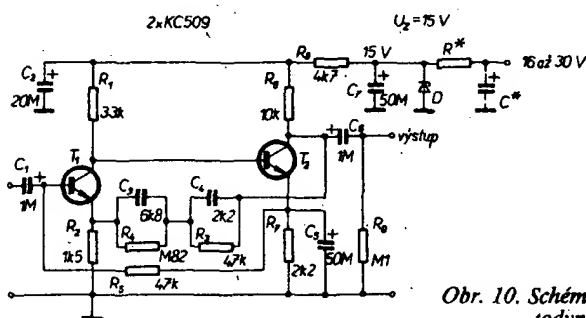 2xKC509
U_Z = 15 V
R_8
4k7
15 V
R*
16 až 30 V
C_2
20M
R_1
33k
R_6
10k
C_7
50M
D
C*
C_1
1M
T_1
T_2
C_6
1M
výstup
C_3
6k8
C_4
2k2
R_2
1k5
R_4
M82
R_3
47k
R_7
2k2
C_5
50M
R_9
M1
R_5
47k
Obr. 10. Schém